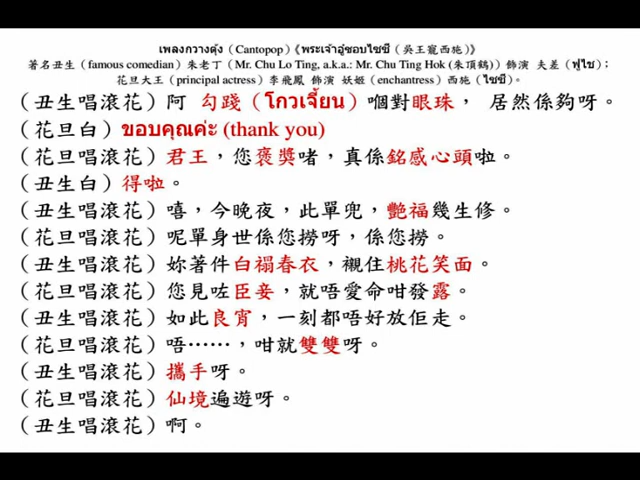 เพลงกวางตุ้ง (Cantopop)《พระเจ้าอู๋ชอบไซซี (吳王寵西施)》
著名丑生 (famous comedian) 朱老丁 (Mr. Chu Lo Ting, a.k.a.: Mr. Chu Ting Hok (朱頂鶴)) 飾演 夫差 (ฟูไช);
花旦大王 (principal actress) 李飛鳳 飾演 妖姬 (enchantress) 西施 (ไซซี)。
(丑生唱滾花) 阿 勾踐 (โกวเจี้ยน) 嗰對眼珠, 居然係夠呀。
(花旦白) ขอบคุณค่ะ (thank you)
(花旦唱滾花) 君王,您褒獎啫,真係銘感心頭啦。
(丑生白) 得啦。
(丑生唱滾花) 嘻,今晚夜,此單兜,艷福幾生修。
(花旦唱滾花) 呢單身世係您撈呀,係您撈。
(丑生唱滾花) 妳著件白裼春衣,襯住桃花笑面。
(花旦唱滾花) 您見咗臣妾,就唔愛命咁發露。
(丑生唱滾花) 如此良宵,一刻都唔好放佢走。
(花旦唱滾花) 唔……,咁就雙雙呀。
(丑生唱滾花) 攜手呀。
(花旦唱滾花) 仙境遍遊呀。
(丑生唱滾花) 啊。